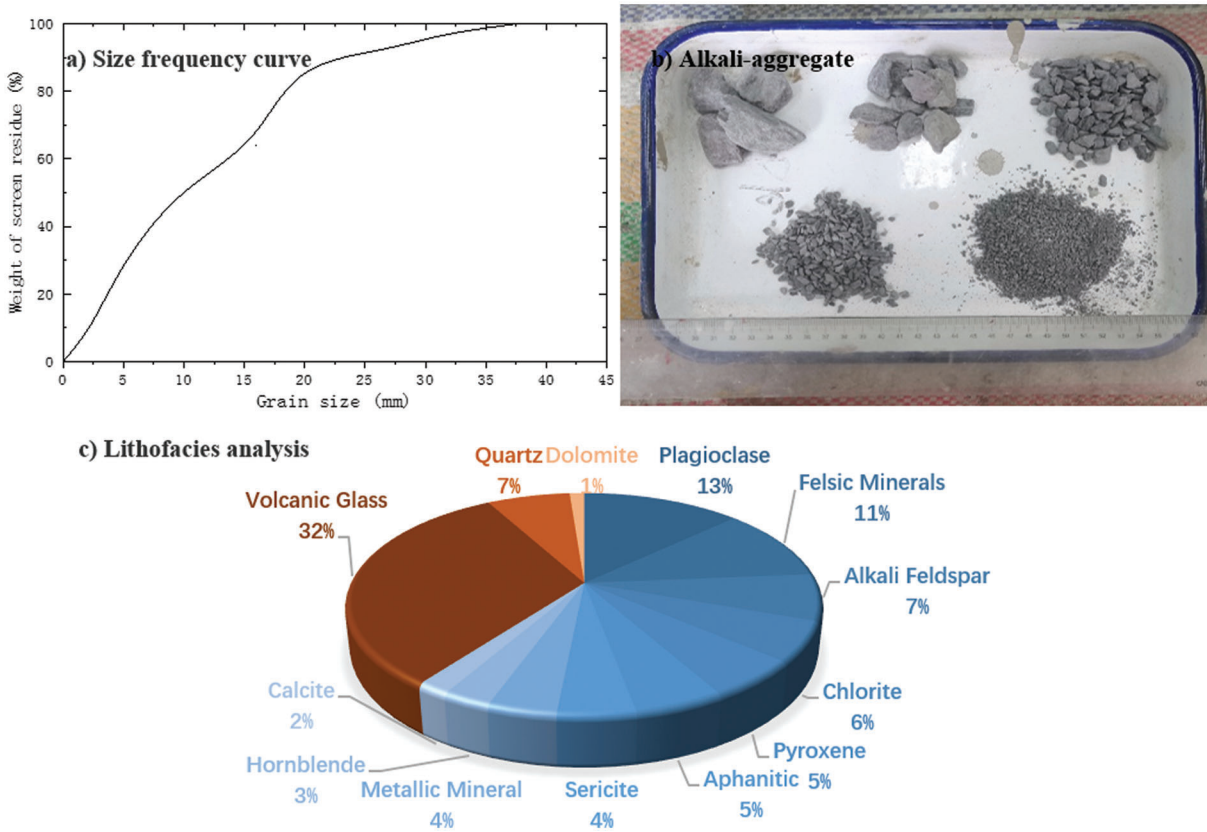 a) Size frequency curve
Weight of screen residue (%)
100
80
60
40
20
0
0 5 10 15 20 25 30 35 40 45
Grain size (mm)
b) Alkali-aggregate
c) Lithofacies analysis
Quartz
7%
Dolomite
1%
Plagioclase
13%
Felsic Minerals
11%
Alkali Feldspar
7%
Chlorite
6%
Pyroxene
5%
Aphanitic
5%
Sericite
4%
Metallic Mineral
4%
Hornblende
3%
Calcite
2%
Volcanic Glass
32%